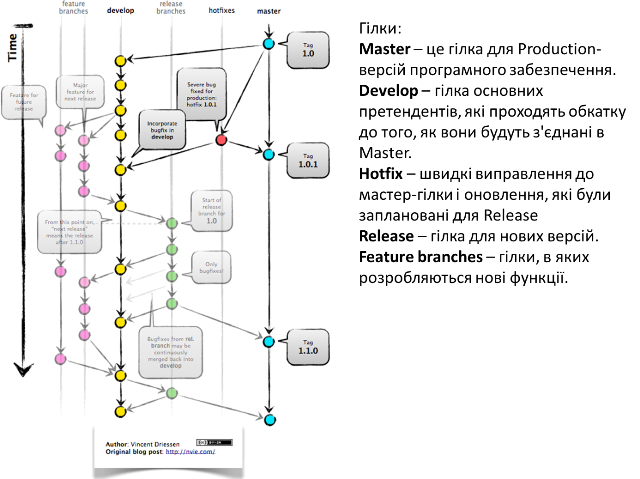 feature
branches
develop
release
branches
hotfixes
master
Time
Tag
1.0
Feature for
future
release
Major
feature for
next release
Severe bug
fixed for
production:
hotfix 1.0.1
Incorporate
bugfix in
develop
Tag
1.0.1
Start of
release
branch for
1.0
From this point on,
"next release"
means the release
after 1.1.0
Only
bugfixes!
Tag
1.1.0
Bugfixes from rel.
branch may be
continuously
merged back into
develop
Author: Vincent Driessen
Original blog post: http://nvie.com/
Гілки:
Master – це гілка для Production-
версій програмного забезпечення.
Develop – гілка основних
претендентів, які проходять обкатку
до того, як вони будуть з'єднані в
Master.
Hotfix – швидкі виправлення до
мастер-гілки і оновлення, які були
заплановані для Release
Release – гілка для нових версій.
Feature branches – гілки, в яких
розробляються нові функції.